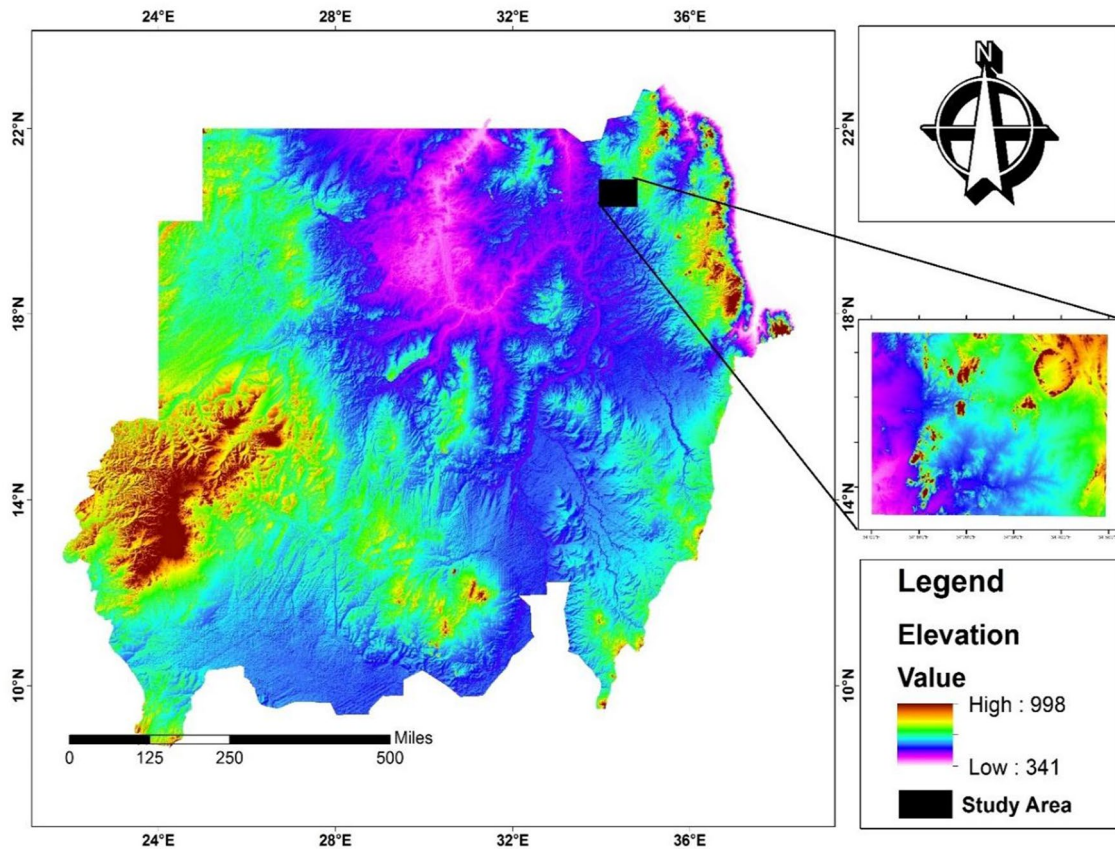 24°E 28°E 32°E 36°E
N
22°N 22°N
18°N 18°N
14°N 14°N
10°N 10°N
Legend
Elevation
Value
High : 998
Low : 341
Study Area
Miles
0 125 250 500
24°E 28°E 32°E 36°E